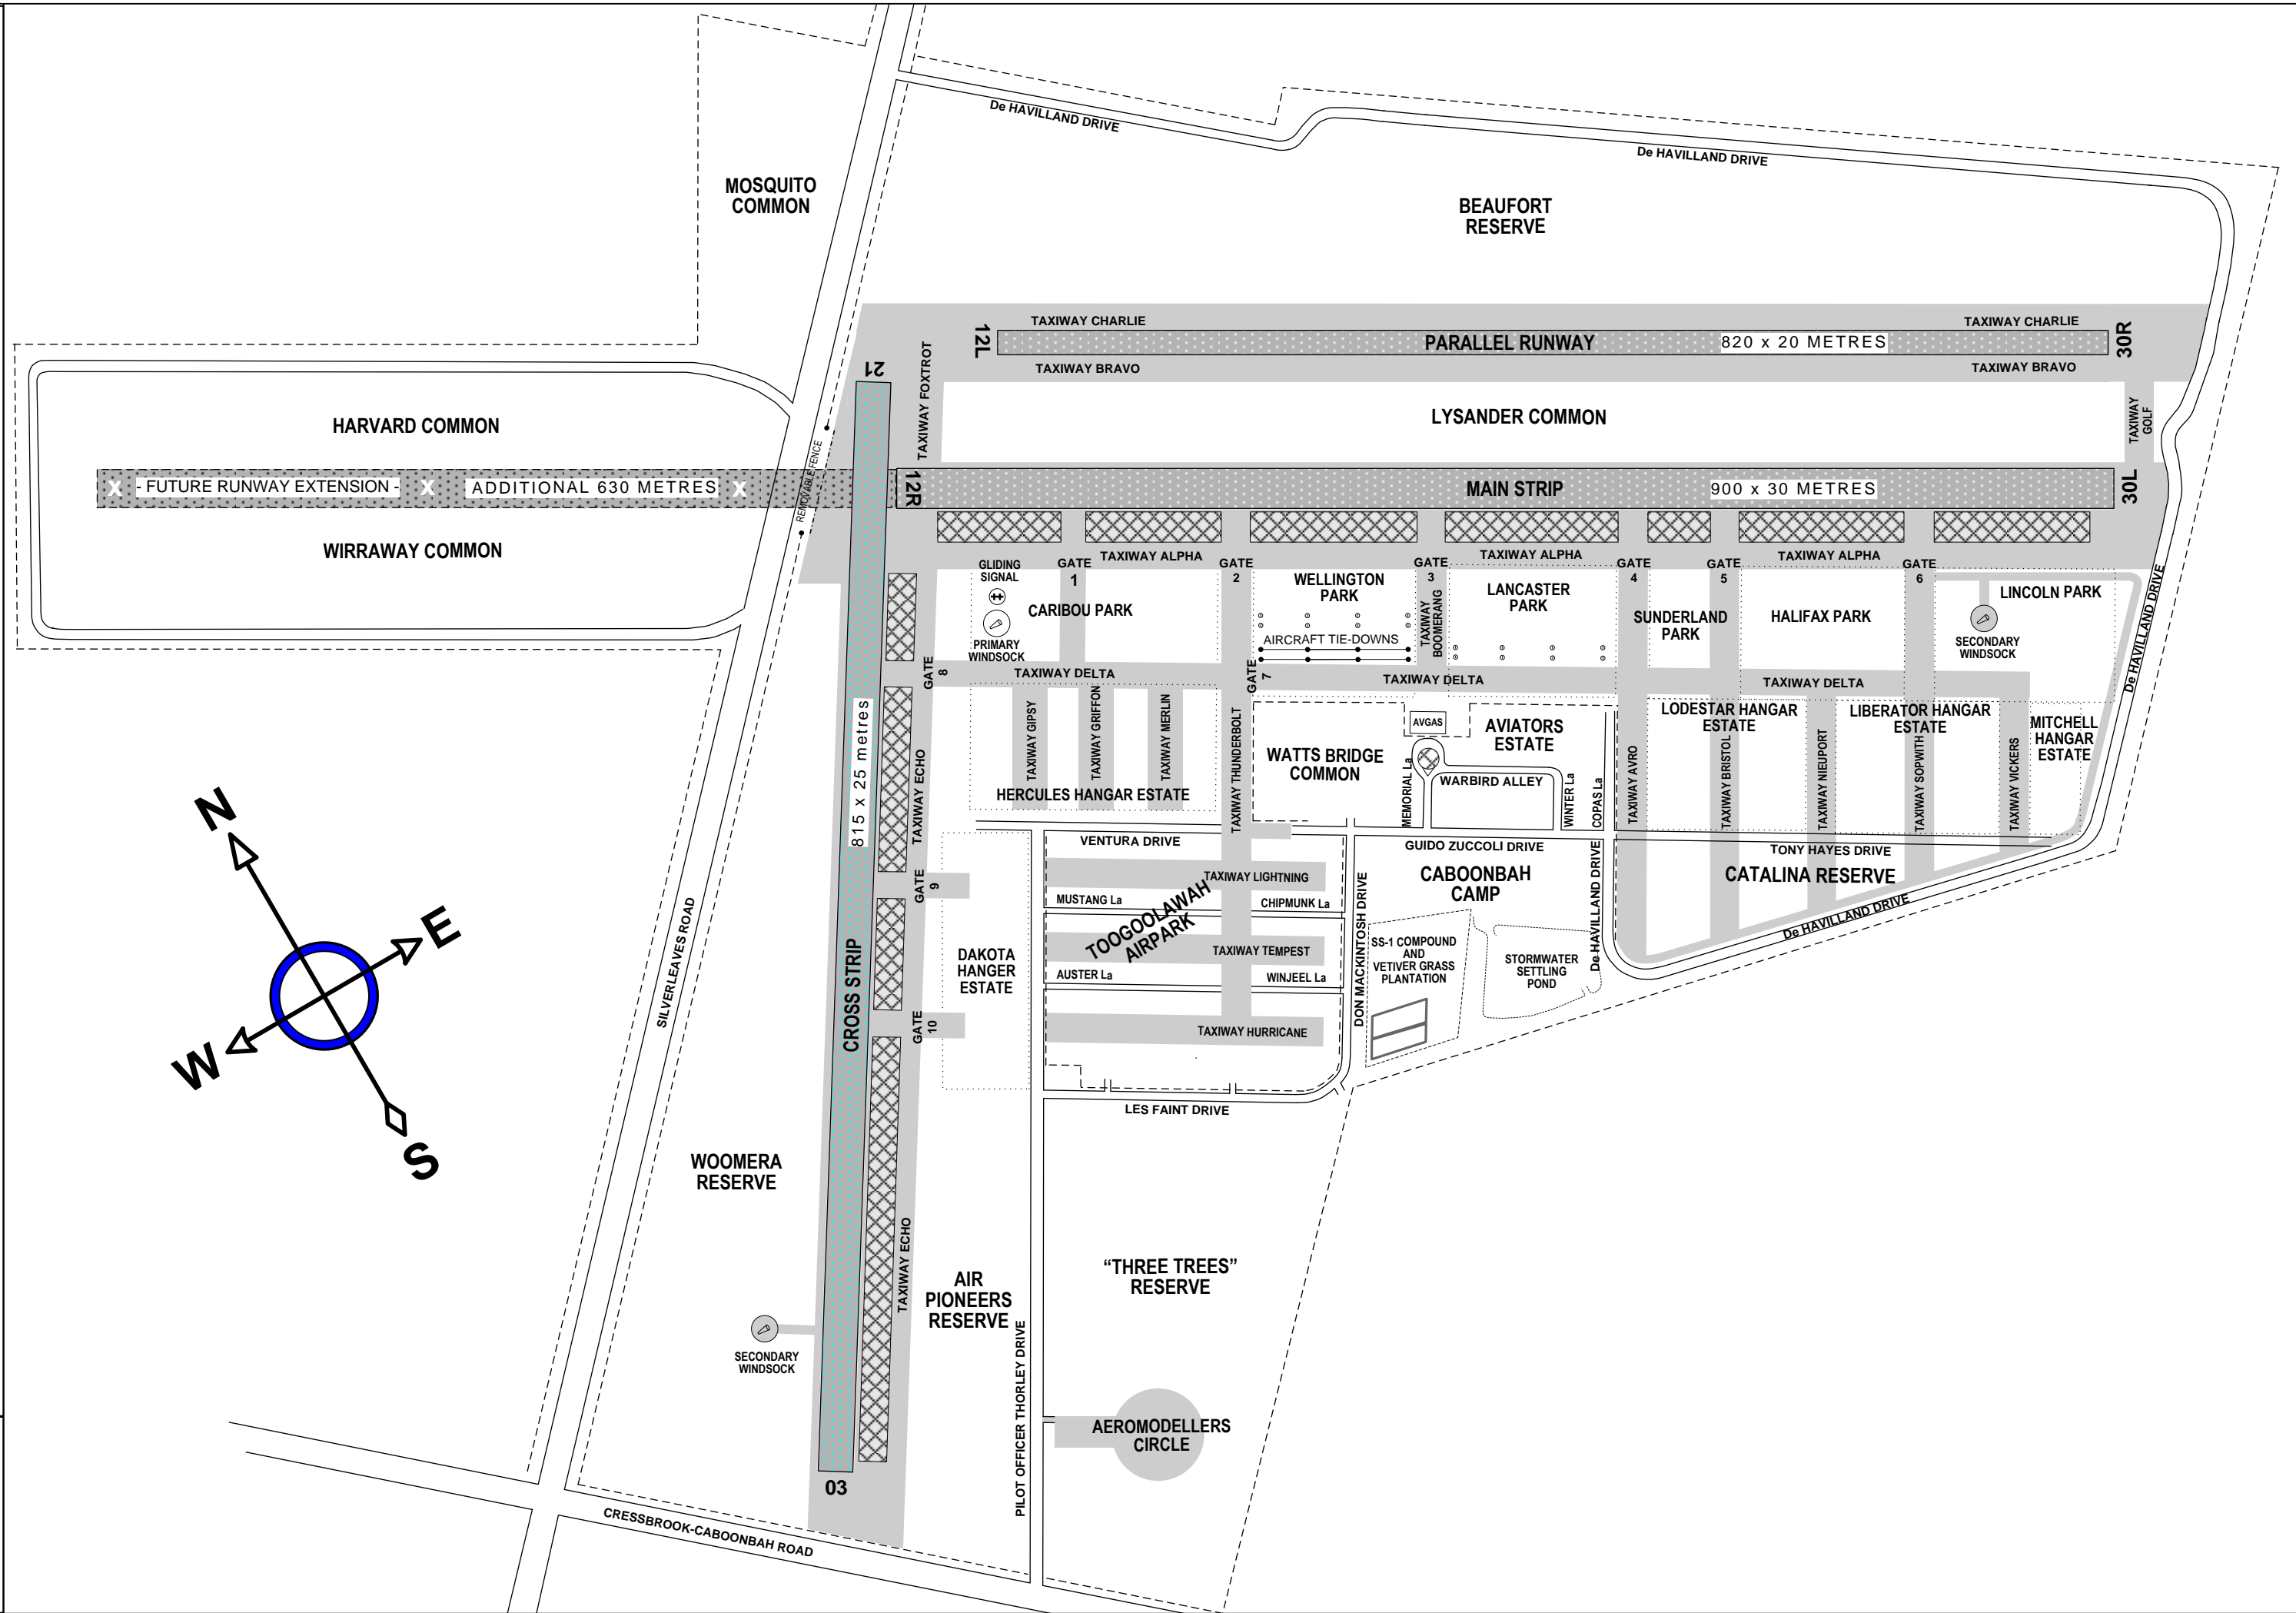 De HAVILLAND DRIVE
De HAVILLAND DRIVE
MOSQUITO
COMMON
BEAUFORT
RESERVE
TAXIWAY CHARLIE
TAXIWAY CHARLIE
12L
PARALLEL RUNWAY
820 x 20 METRES
30R
TAXIWAY BRAVO
TAXIWAY BRAVO
21
TAXIWAY FOXTROT
HARVARD COMMON
LYSANDER COMMON
TAXIWAY
GOLF
REMOVABLE FENCE
X
- FUTURE RUNWAY EXTENSION -
X
ADDITIONAL 630 METRES
X
12R
MAIN STRIP
900 x 30 METRES
30L
WIRRAWAY COMMON
TAXIWAY ALPHA
TAXIWAY ALPHA
TAXIWAY ALPHA
GLIDING
SIGNAL
GATE
1
GATE
2
GATE
3
GATE
4
GATE
5
GATE
6
CARIBOU PARK
WELLINGTON
PARK
TAXIWAY
BOOMERANG
LANCASTER
PARK
SUNDERLAND
PARK
HALIFAX PARK
LINCOLN PARK
De HAVILLAND DRIVE
PRIMARY
WINDSOCK
AIRCRAFT TIE-DOWNS
SECONDARY
WINDSOCK
GATE
8
TAXIWAY DELTA
GATE
7
TAXIWAY DELTA
TAXIWAY DELTA
815 x 25 metres
TAXIWAY ECHO
TAXIWAY GIPSY
TAXIWAY GRIFFON
TAXIWAY MERLIN
HERCULES HANGAR ESTATE
TAXIWAY THUNDERBOLT
WATTS BRIDGE
COMMON
AVGAS
AVIATORS
ESTATE
MEMORIAL La
WARBIRD ALLEY
WINTER La
COPAS La
TAXIWAY AVRO
LODESTAR HANGAR
ESTATE
TAXIWAY BRISTOL
TAXIWAY NIEUPORT
LIBERATOR HANGAR
ESTATE
TAXIWAY SOPWITH
TAXIWAY VICKERS
MITCHELL
HANGAR
ESTATE
N
E
W
S
SILVERLEAVES ROAD
CROSS STRIP
VENTURA DRIVE
GUIDO ZUCCOLI DRIVE
TONY HAYES DRIVE
GATE
9
TAXIWAY LIGHTNING
MUSTANG La
CHIPMUNK La
TOOGOOLAWAH
AIRPARK
TAXIWAY TEMPEST
AUSTER La
WINJEEL La
TAXIWAY HURRICANE
DON MACKINTOSH DRIVE
CABOONBAH
CAMP
De HAVILLAND DRIVE
CATALINA RESERVE
De HAVILLAND DRIVE
DAKOTA
HANGER
ESTATE
GATE
10
SS-1 COMPOUND
AND
VETIVER GRASS
PLANTATION
STORMWATER
SETTLING
POND
LES FAINT DRIVE
WOOMERA
RESERVE
TAXIWAY ECHO
AIR
PIONEERS
RESERVE
"THREE TREES"
RESERVE
PILOT OFFICER THORLEY DRIVE
SECONDARY
WINDSOCK
AEROMODELLERS
CIRCLE
03
CRESSBROOK-CABOONBAH ROAD